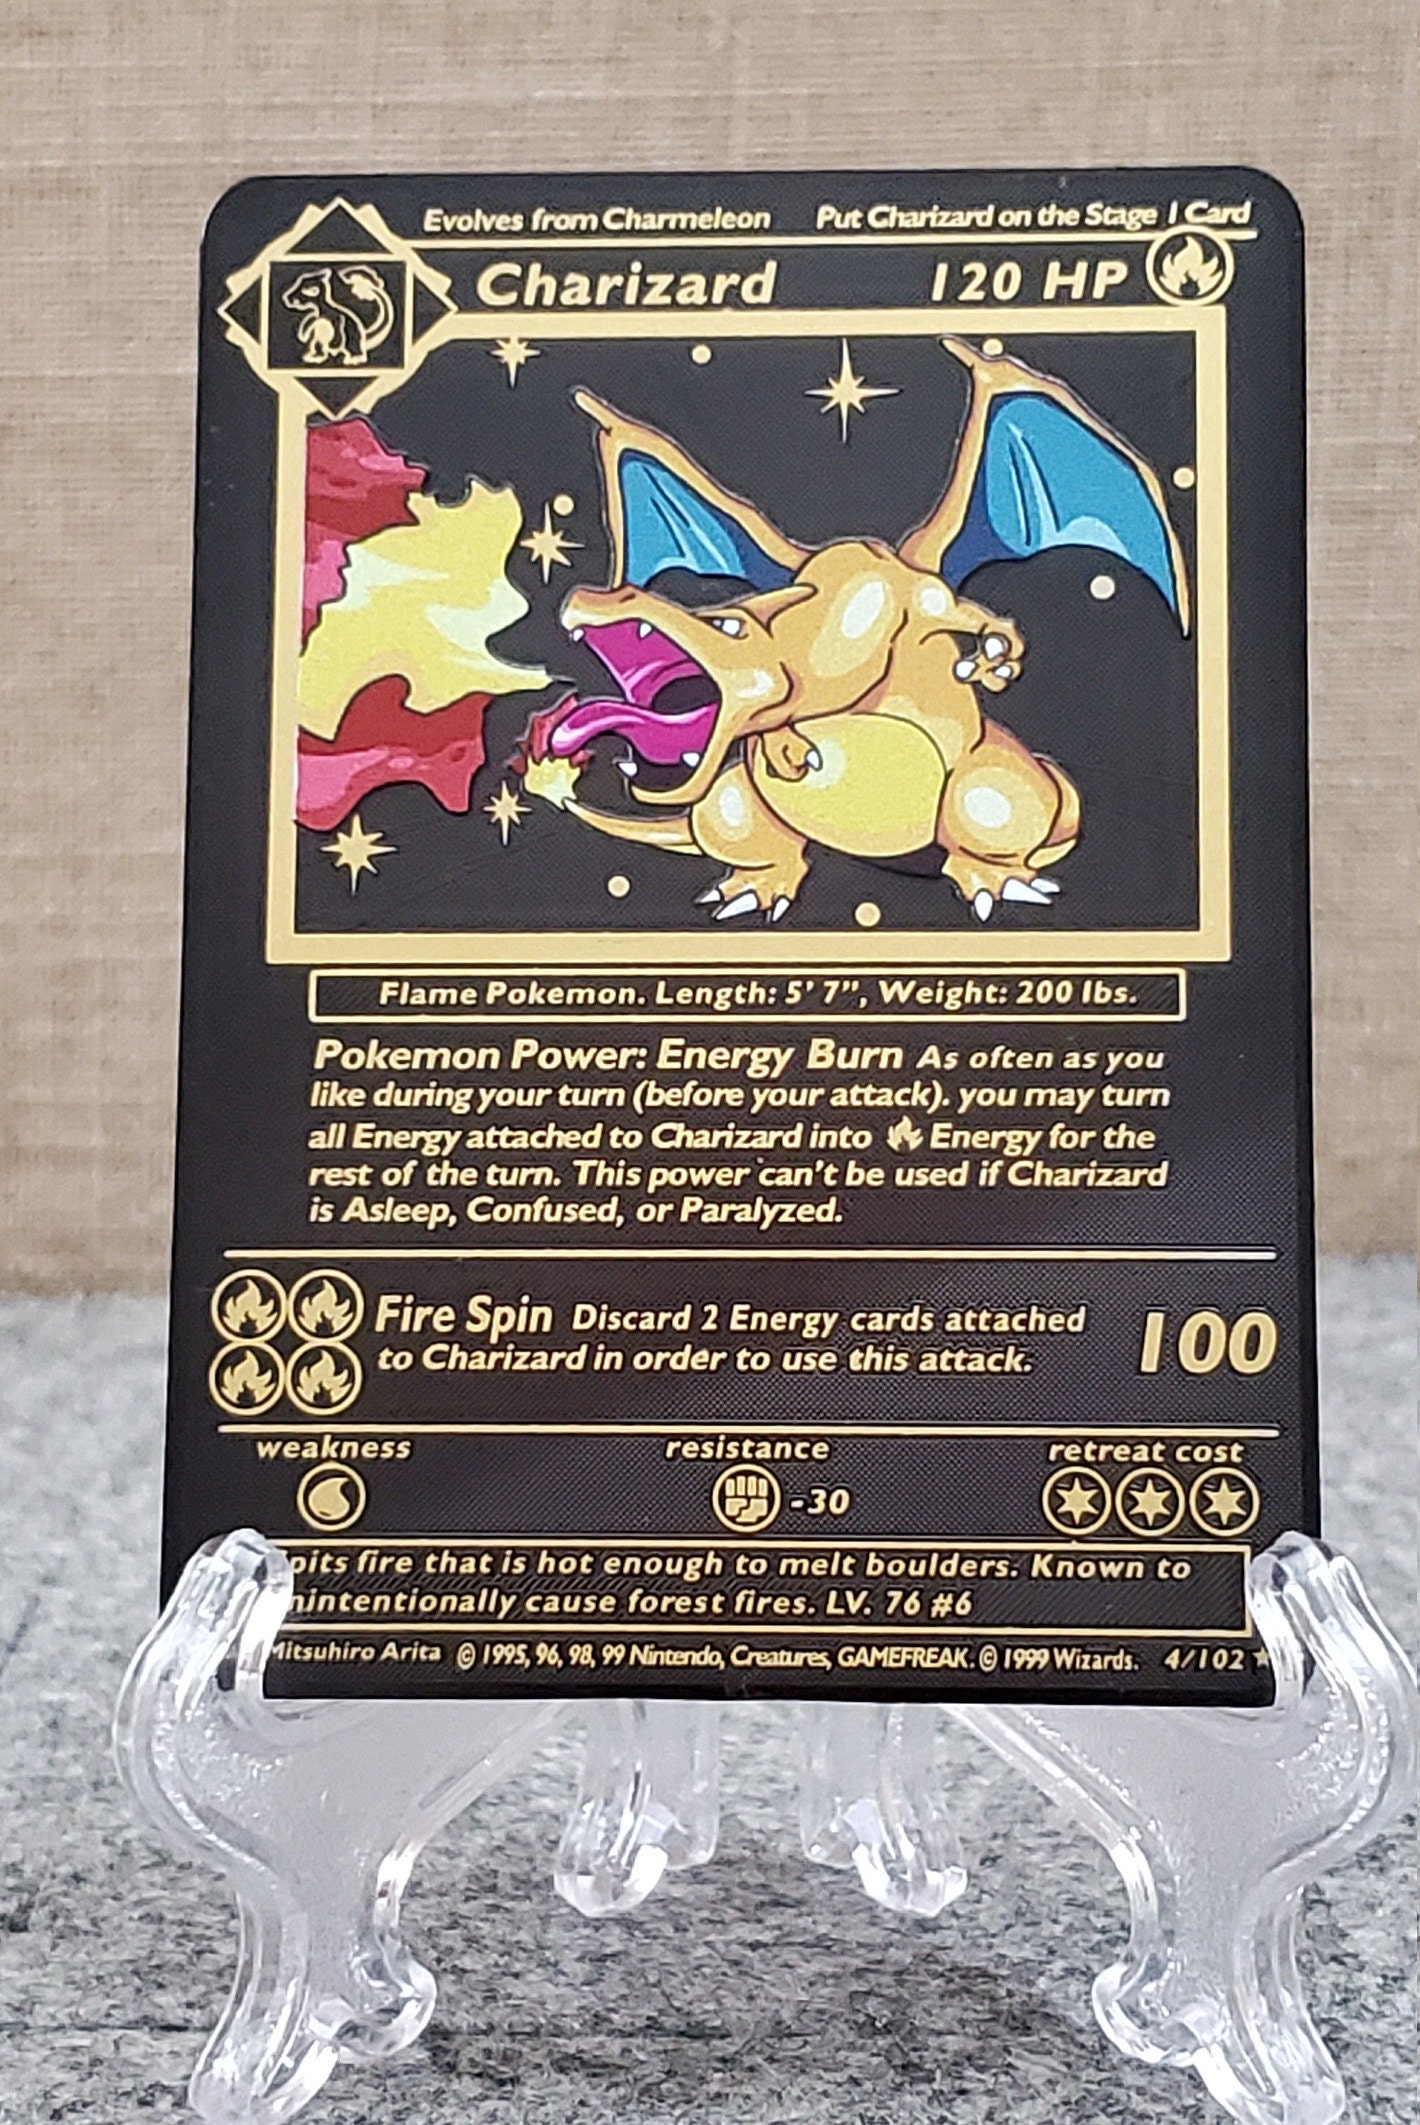 Evolves from Charmeleon Put Charizard on the Stage 1 Card
Charizard 120 HP
Flame Pokemon. Length: 5' 7", Weight: 200 lbs.
Pokemon Power: Energy Burn As often as you
like during your turn (before your attack). you may turn
all Energy attached to Charizard into Energy for the
rest of the turn. This power can't be used if Charizard
is Asleep, Confused, or Paralyzed.
Fire Spin Discard 2 Energy cards attached
to Charizard in order to use this attack.
100
weakness resistance retreat cost
-30
pits fire that is hot enough to melt boulders. Known to
nintentionally cause forest fires. LV. 76 #6
Mitsuhiro Arita © 1995, 96, 98, 99 Nintendo, Creatures, GAMEFREAK. © 1999 Wizards. 4/102 ★